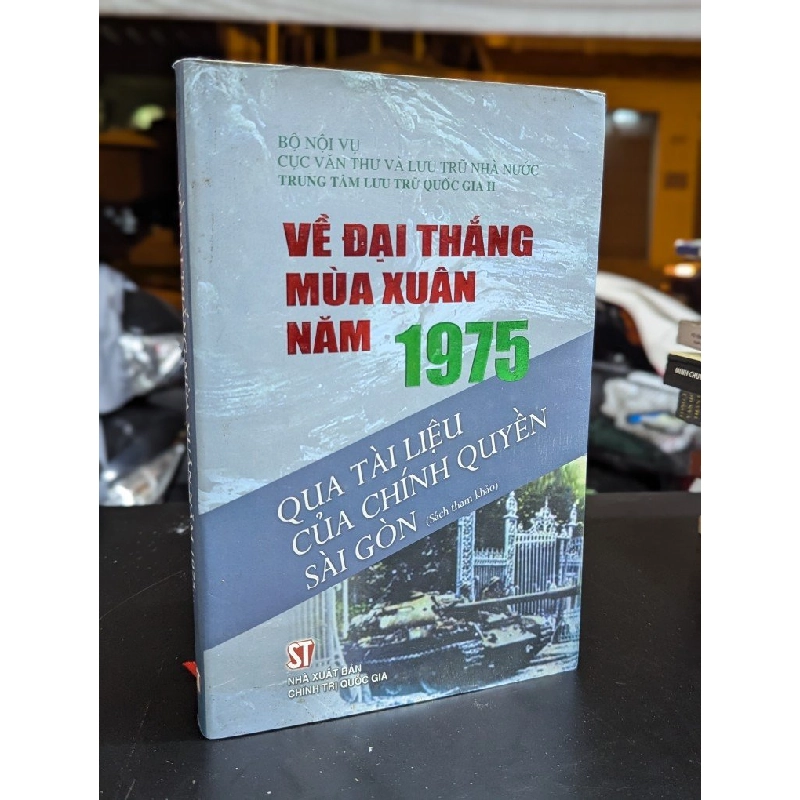 BỘ NỘI VỤ
CỤC VĂN THƯ VÀ LƯU TRỮ NHÀ NƯỚC
TRUNG TÂM LƯU TRỮ QUỐC GIA II
VỀ ĐẠI THẮNG
MÙA XUÂN
NĂM 1975
QUA TÀI LIỆU
CỦA CHÍNH QUYỀN
SÀI GÒN (Sách tham khảo)
ST
NHÀ XUẤT BẢN
CHÍNH TRỊ QUỐC GIA